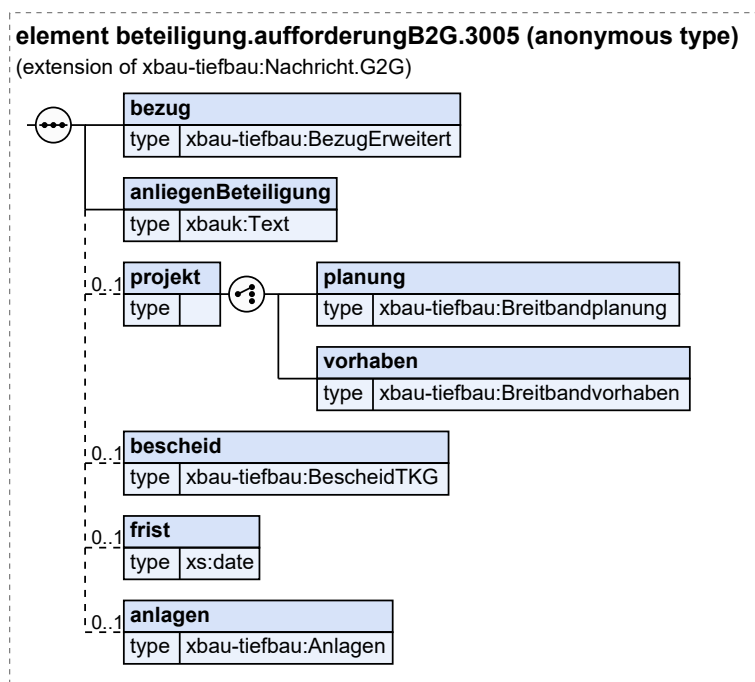 element beteiligung.aufforderungB2G.3005 (anonymous type)
(extension of xbau-tiefbau:Nachricht.G2G)
bezug
type xbau-tiefbau:BezugErweitert
anliegenBeteiligung
type xbauk:Text
0..1 projekt
type
planung
type xbau-tiefbau:Breitbandplanung
vorhaben
type xbau-tiefbau:Breitbandvorhaben
0..1 bescheid
type xbau-tiefbau:BescheidTKG
0..1 frist
type xs:date
0..1 anlagen
type xbau-tiefbau:Anlagen